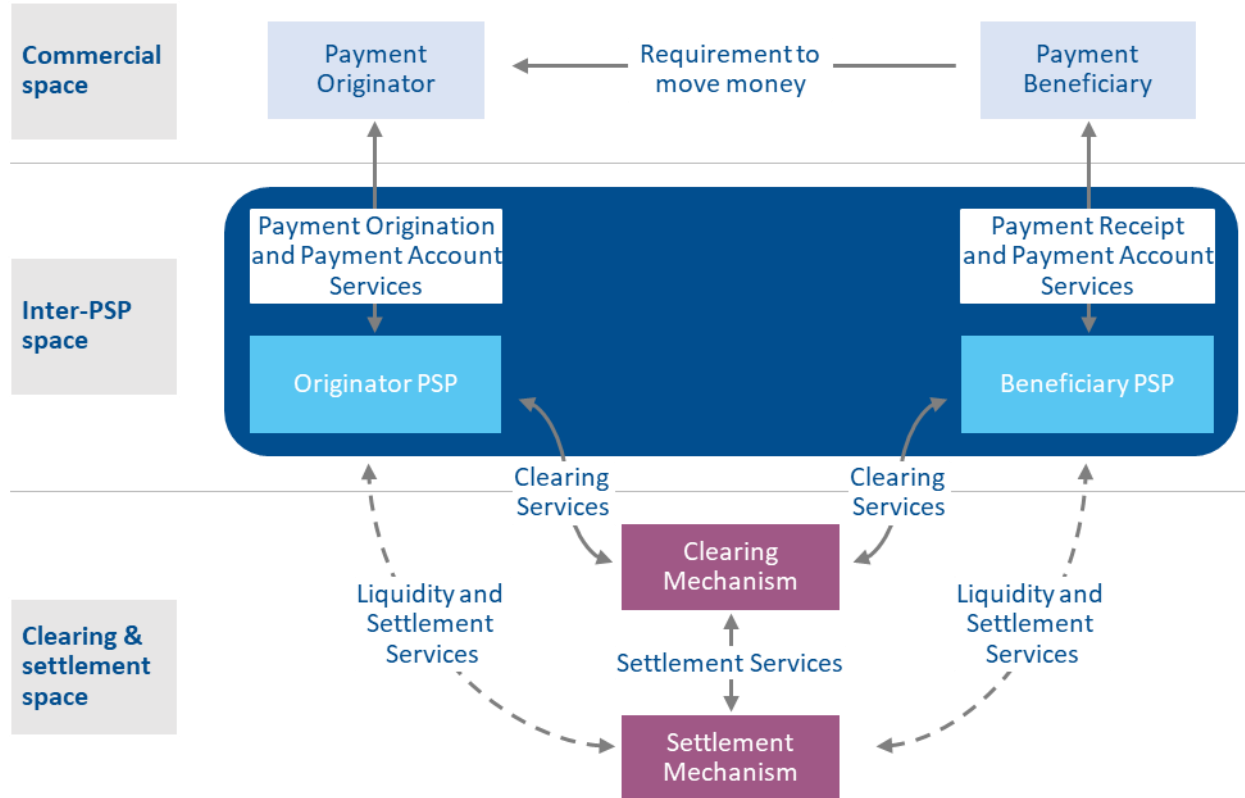 Commercial
space
Payment
Originator
Requirement to
move money
Payment
Beneficiary
Inter-PSP
space
Payment Origination
and Payment Account
Services
Payment Receipt
and Payment Account
Services
Originator PSP
Beneficiary PSP
Clearing
Services
Clearing
Services
Clearing &
settlement
space
Clearing
Mechanism
Liquidity and
Settlement
Services
Liquidity and
Settlement
Services
Settlement Services
Settlement
Mechanism